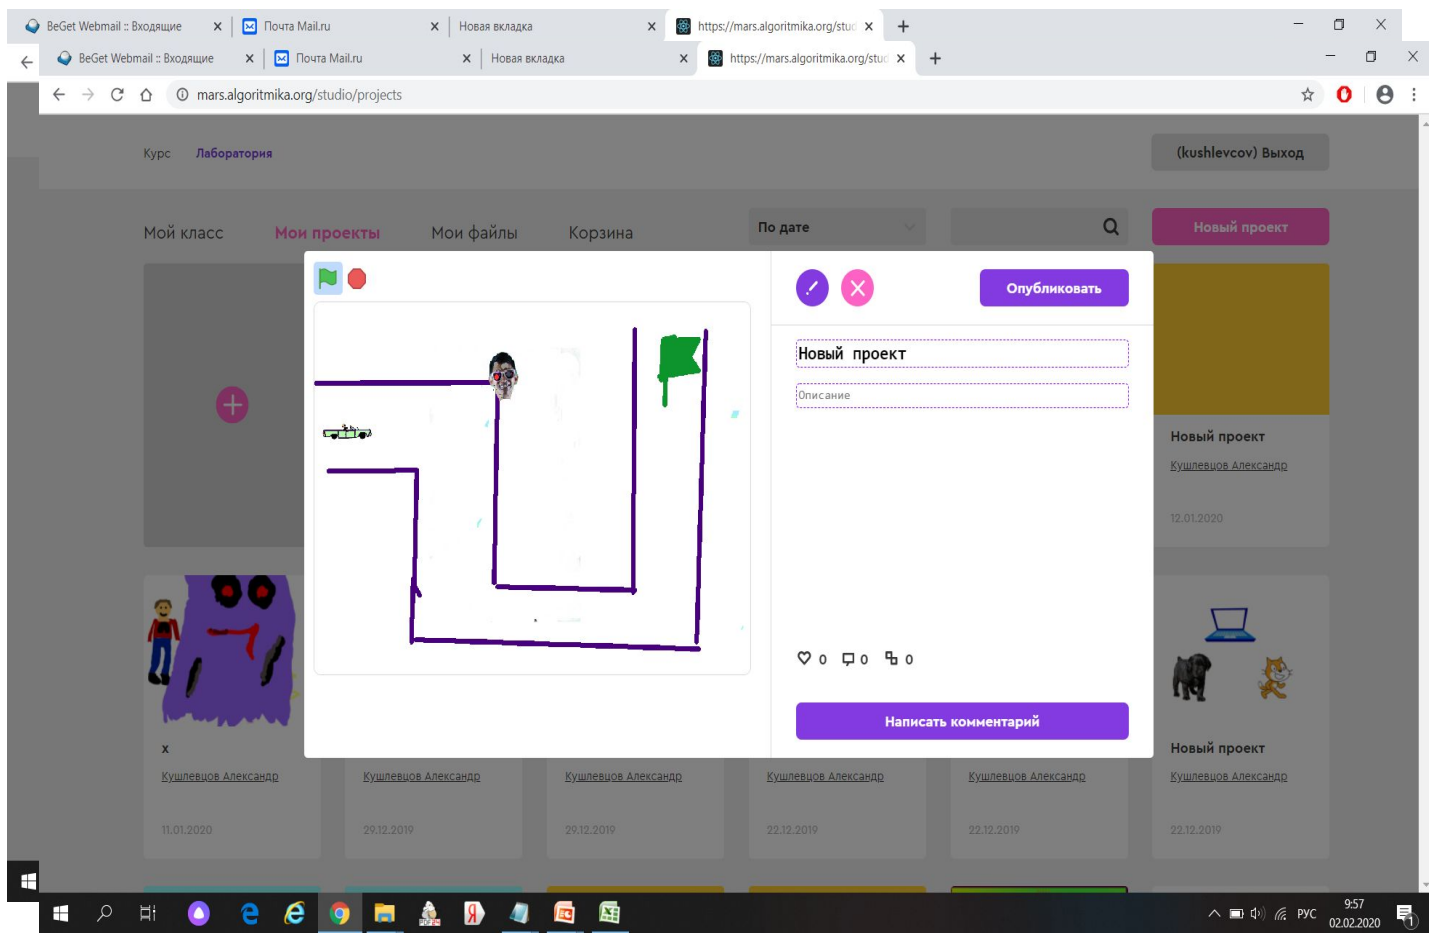 BeGet Webmail :: Входящие
Почта Mail.ru
Новая вкладка
https://mars.algoritmika.org/stud
BeGet Webmail :: Входящие
Почта Mail.ru
Новая вкладка
https://mars.algoritmika.org/stud
mars.algoritmika.org/studio/projects
Курс Лаборатория
(kushlevcov) Выход
Мой класс Мои проекты Мои файлы Корзина
По дате
Новый проект
Опубликовать
Новый проект
Описание
0 0 0
Написать комментарий
Новый проект
Кушлевцов Александр
12.01.2020
x
Кушлевцов Александр
11.01.2020
Кушлевцов Александр
29.12.2019
Кушлевцов Александр
29.12.2019
Кушлевцов Александр
22.12.2019
Кушлевцов Александр
22.12.2019
Новый проект
Кушлевцов Александр
22.12.2019
РУС
9:57
02.02.2020
1